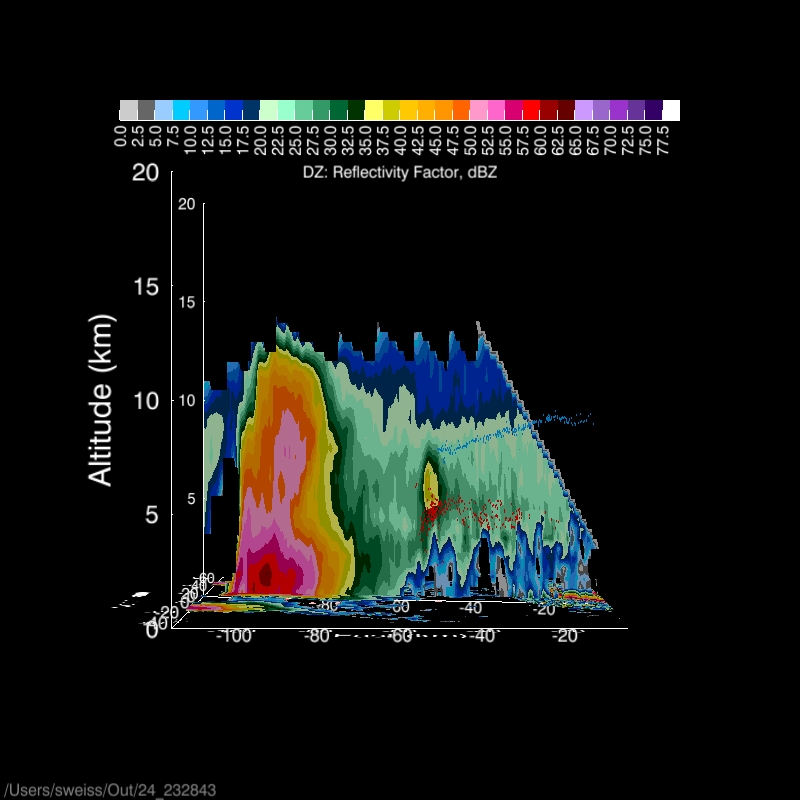 0.0 2.5 5.0 7.5 10.0 12.5 15.0 17.5 20.0 22.5 25.0 27.5 30.0 32.5 35.0 37.5 40.0 42.5 45.0 47.5 50.0 52.5 55.0 57.5 60.0 62.5 65.0 67.5 70.0 72.5 75.0 77.5
DZ: Reflectivity Factor, dBZ
20
20
15
15
Altitude (km)
10
10
5
5
-60
-80 -60 -40 -20
-20
0
-100 -80 -60 -40 -20
/Users/sweiss/Out/24_232843